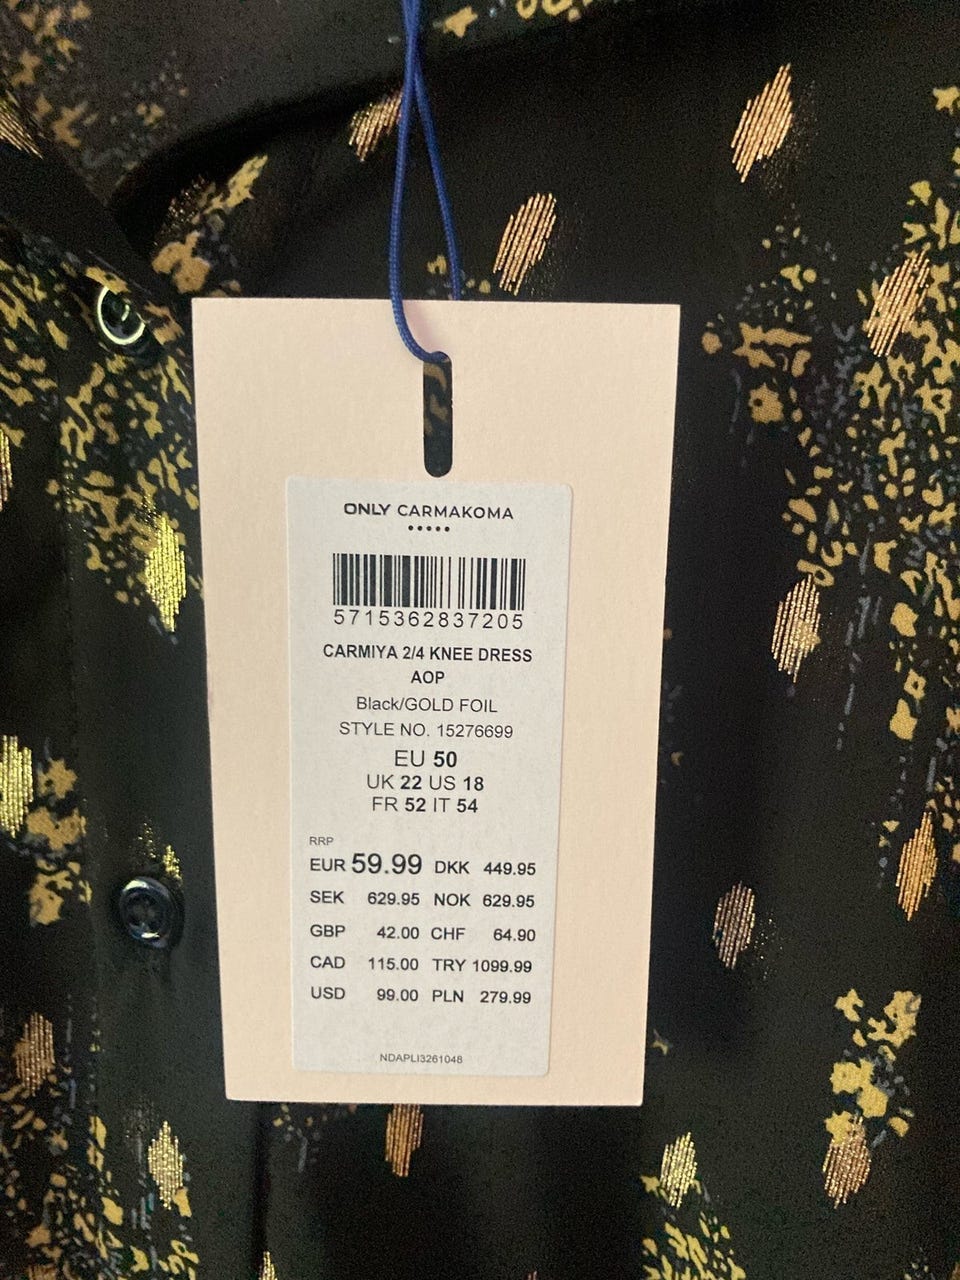 ONLY CARMAKOMA
5715362837205
CARMIYA 2/4 KNEE DRESS
AOP
Black/GOLD FOIL
STYLE NO. 15276699
EU 50
UK 22 US 18
FR 52 IT 54
RRP
EUR 59.99 DKK 449.95
SEK 629.95 NOK 629.95
GBP 42.00 CHF 64.90
CAD 115.00 TRY 1099.99
USD 99.00 PLN 279.99
NDAPLI3261048